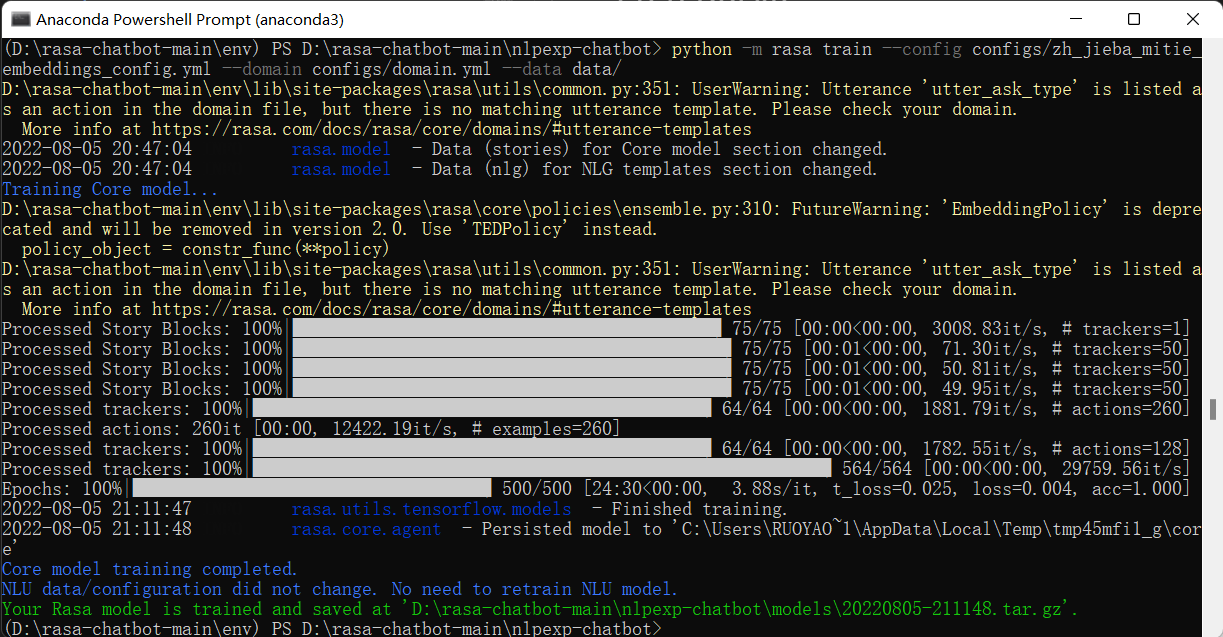 Anaconda Powershell Prompt (anaconda3)
(D:\rasa-chatbot-main\env) PS D:\rasa-chatbot-main\nlpexp-chatbot> python -m rasa train --config configs/zh_jieba_mitie_
embeddings_config.yml --domain configs/domain.yml --data data/
D:\rasa-chatbot-main\env\lib\site-packages\rasa\utils\common.py:351: UserWarning: Utterance 'utter_ask_type' is listed a
s an action in the domain file, but there is no matching utterance template. Please check your domain.
  More info at https://rasa.com/docs/rasa/core/domains/#utterance-templates
2022-08-05 20:47:04 rasa.model - Data (stories) for Core model section changed.
2022-08-05 20:47:04 rasa.model - Data (nlg) for NLG templates section changed.
Training Core model...
D:\rasa-chatbot-main\env\lib\site-packages\rasa\core\policies\ensemble.py:310: FutureWarning: 'EmbeddingPolicy' is depre
cated and will be removed in version 2.0. Use 'TEDPolicy' instead.
  policy_object = constr_func(**policy)
D:\rasa-chatbot-main\env\lib\site-packages\rasa\utils\common.py:351: UserWarning: Utterance 'utter_ask_type' is listed a
s an action in the domain file, but there is no matching utterance template. Please check your domain.
  More info at https://rasa.com/docs/rasa/core/domains/#utterance-templates
Processed Story Blocks: 100%| 75/75 [00:00<00:00, 3008.83it/s, # trackers=1]
Processed Story Blocks: 100%| 75/75 [00:01<00:00, 71.30it/s, # trackers=50]
Processed Story Blocks: 100%| 75/75 [00:01<00:00, 50.81it/s, # trackers=50]
Processed Story Blocks: 100%| 75/75 [00:01<00:00, 49.95it/s, # trackers=50]
Processed trackers: 100%| 64/64 [00:00<00:00, 1881.79it/s, # actions=260]
Processed actions: 260it [00:00, 12422.19it/s, # examples=260]
Processed trackers: 100%| 64/64 [00:00<00:00, 1782.55it/s, # actions=128]
Processed trackers: 100%| 564/564 [00:00<00:00, 29759.56it/s]
Epochs: 100%| 500/500 [24:30<00:00, 3.88s/it, t_loss=0.025, loss=0.004, acc=1.000]
2022-08-05 21:11:47 rasa.utils.tensorflow.models - Finished training.
2022-08-05 21:11:48 rasa.core.agent - Persisted model to 'C:\Users\RUOYAO~1\AppData\Local\Temp\tmp45mfi1_g\cor
e'
Core model training completed.
NLU data/configuration did not change. No need to retrain NLU model.
Your Rasa model is trained and saved at 'D:\rasa-chatbot-main\nlpexp-chatbot\models\20220805-211148.tar.gz'.
(D:\rasa-chatbot-main\env) PS D:\rasa-chatbot-main\nlpexp-chatbot>